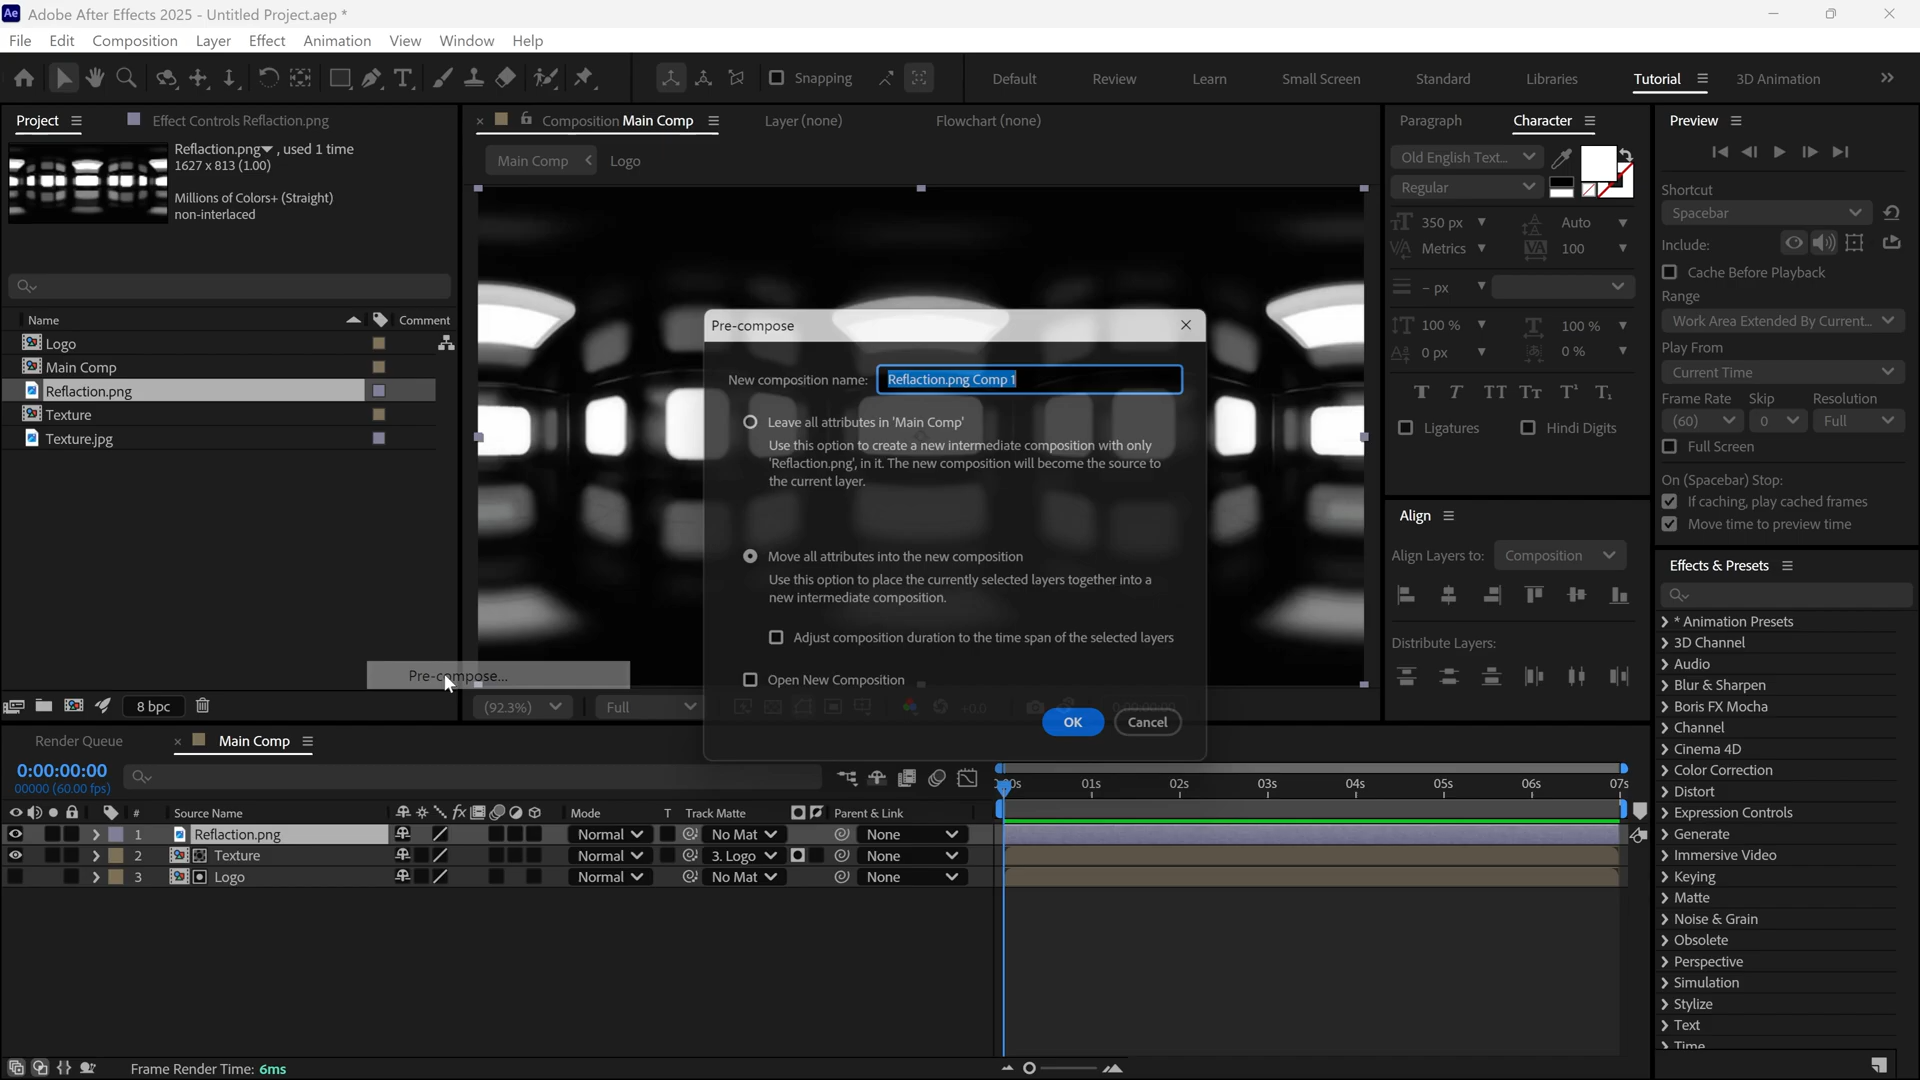 Ae Adobe After Effects 2025 - Untitled Project.aep *
File Edit Composition Layer Effect Animation View Window Help
Snapping
Default Review Learn Small Screen Standard Libraries Tutorial 3D Animation
Project Effect Controls Reflaction.png
Composition Main Comp Layer (none) Flowchart (none)
Paragraph Character
Preview
Reflaction.png , used 1 time
1627 x 813 (1.00)
Millions of Colors+ (Straight)
non-interlaced
Main Comp Logo
Old English Text...
Regular
350 px Auto
Metrics 100
- px
100 % 100 %
0 px 0 %
Ligatures Hindi Digits
Shortcut
Spacebar
Include:
Cache Before Playback
Range
Work Area Extended By Current...
Play From
Current Time
Frame Rate Skip Resolution
(60) 0 Full
Full Screen
On (Spacebar) Stop:
If caching, play cached frames
Move time to preview time
Name Comment
Logo
Main Comp
Reflaction.png
Texture
Texture.jpg
Pre-compose
New composition name: Reflaction.png Comp 1
Leave all attributes in 'Main Comp'
Use this option to create a new intermediate composition with only
'Reflaction.png', in it. The new composition will become the source to
the current layer.
Move all attributes into the new composition
Use this option to place the currently selected layers together into a
new intermediate composition.
Adjust composition duration to the time span of the selected layers
Open New Composition
OK Cancel
Pre-compose...
Align
Align Layers to: Composition
Distribute Layers:
Effects & Presets
* Animation Presets
3D Channel
Audio
Blur & Sharpen
Boris FX Mocha
Channel
Cinema 4D
Color Correction
Distort
Expression Controls
Generate
Immersive Video
Keying
Matte
Noise & Grain
Obsolete
Perspective
Simulation
Stylize
Text
Time
8 bpc
(92.3%) Full +0.0 0:00:00:00
Render Queue Main Comp
0:00:00:00
00000 (60.00 fps)
:00s 01s 02s 03s 04s 05s 06s 07s
# Source Name Mode T Track Matte Parent & Link
1 Reflaction.png Normal No Mat None
2 Texture Normal 3. Logo None
3 Logo Normal No Mat None
Frame Render Time: 6ms